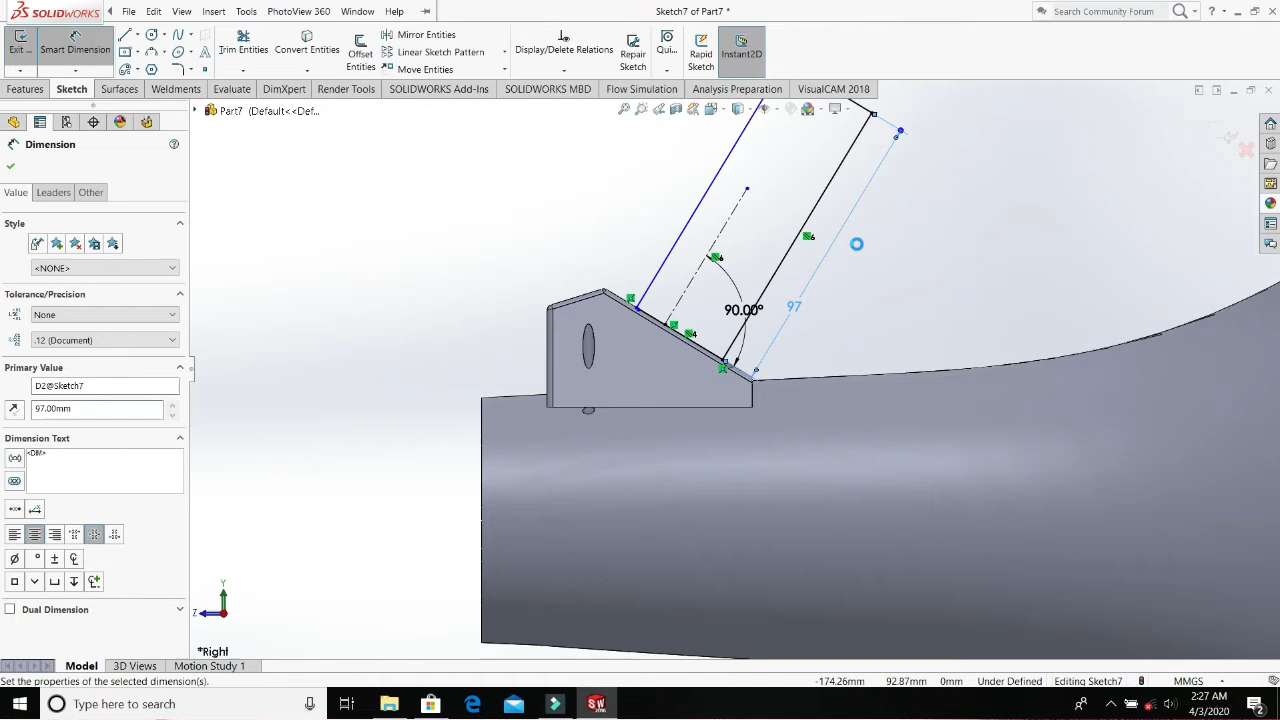 SOLIDWORKS File Edit View Insert Tools PhotoView 360 Window Help Sketch7 of Part7 * Search Community Forum ?
Exit ... Smart Dimension Trim Entities Convert Entities Offset Entities Mirror Entities Linear Sketch Pattern Move Entities Display/Delete Relations Repair Sketch Qui... Rapid Sketch Instant2D
Features Sketch Surfaces Weldments Evaluate DimXpert Render Tools SOLIDWORKS Add-Ins SOLIDWORKS MBD Flow Simulation Analysis Preparation VisualCAM 2018
Part7 (Default<<Def...
Dimension
Value Leaders Other
Style
<NONE>
Tolerance/Precision
None
.12 (Document)
Primary Value
D2@Sketch7
97.00mm
Dimension Text
<DIM>
Dual Dimension
6
6
90.00°
97
4
Y
Z
*Right
Model 3D Views Motion Study 1
Set the properties of the selected dimension(s). -174.26mm 92.87mm 0mm Under Defined Editing Sketch7 MMGS
Type here to search
2:27 AM
4/3/2020
2